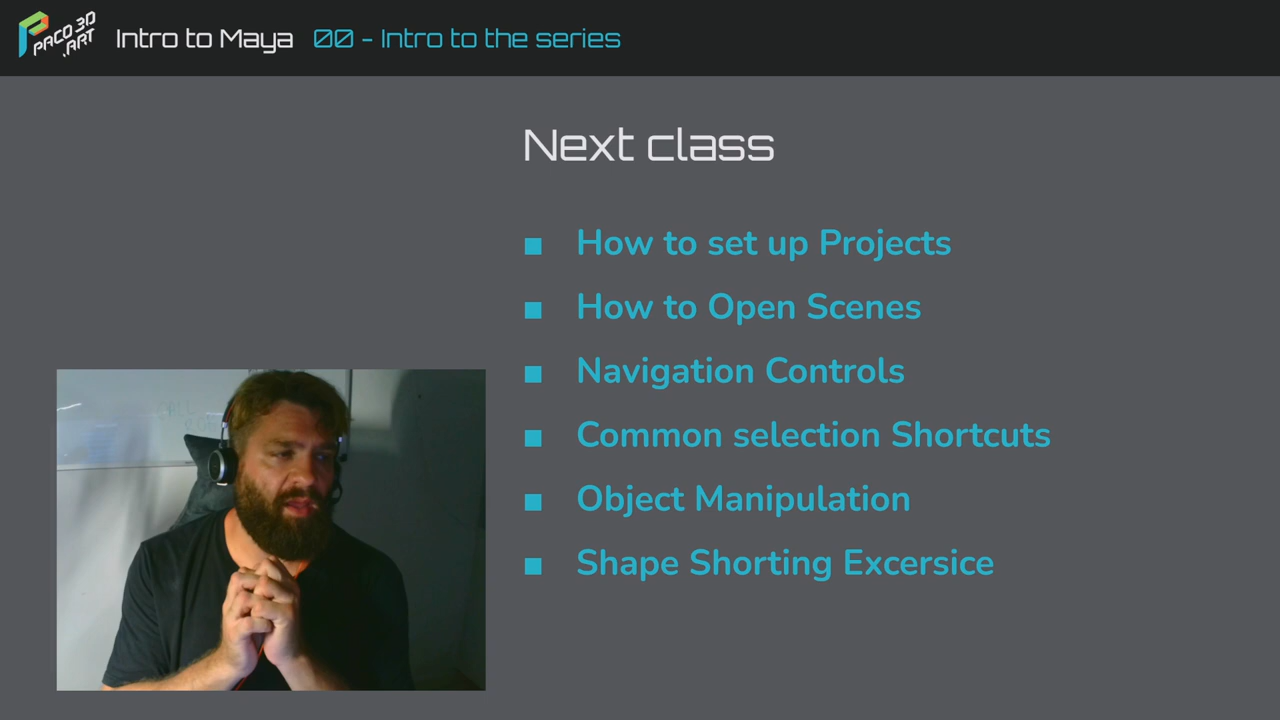 PACO 3D
.ART
Intro to Maya 00 - Intro to the series
Next class
How to set up Projects
How to Open Scenes
Navigation Controls
Common selection Shortcuts
Object Manipulation
Shape Shorting Excersice